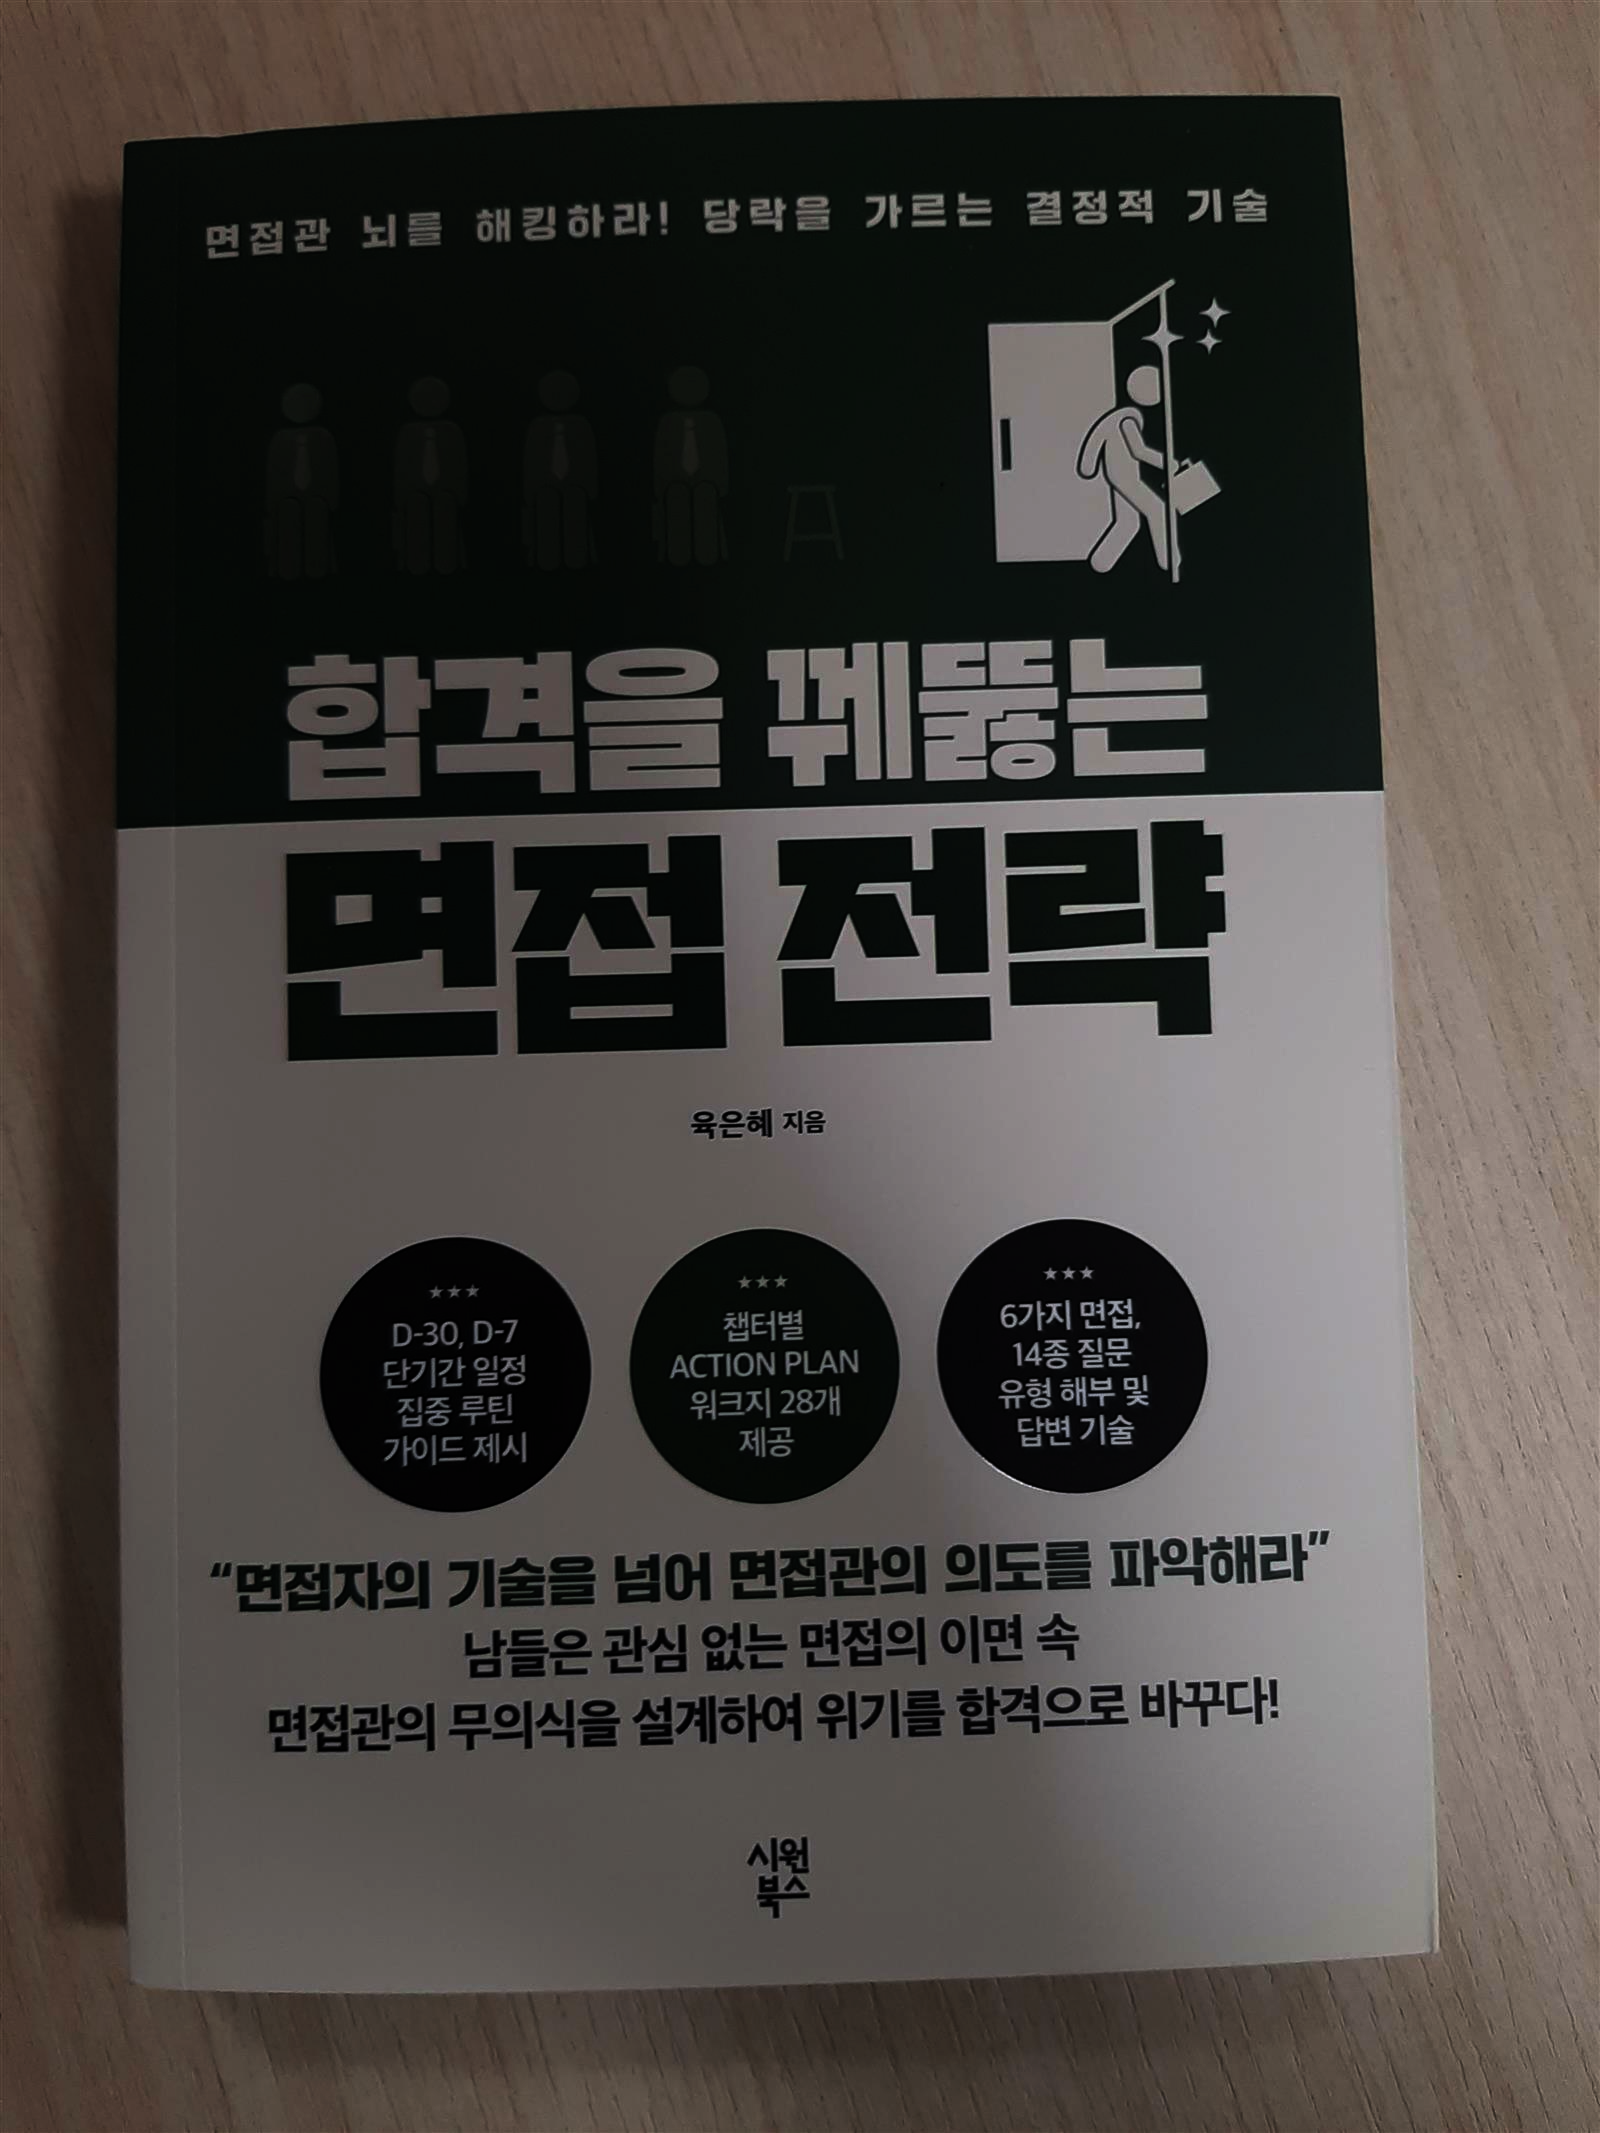 면접관 뇌를 해킹하라! 당락을 가르는 결정적 기술
합격을 꿰뚫는
면접 전략
육은혜 지음
★★★
D-30, D-7
단기간 일정
집중 루틴
가이드 제시
★★★
챕터별
ACTION PLAN
워크지 28개
제공
★★★
6가지 면접,
14종 질문
유형 해부 및
답변 기술
“면접자의 기술을 넘어 면접관의 의도를 파악해라”
남들은 관심 없는 면접의 이면 속
면접관의 무의식을 설계하여 위기를 합격으로 바꾸다!
시원
북스